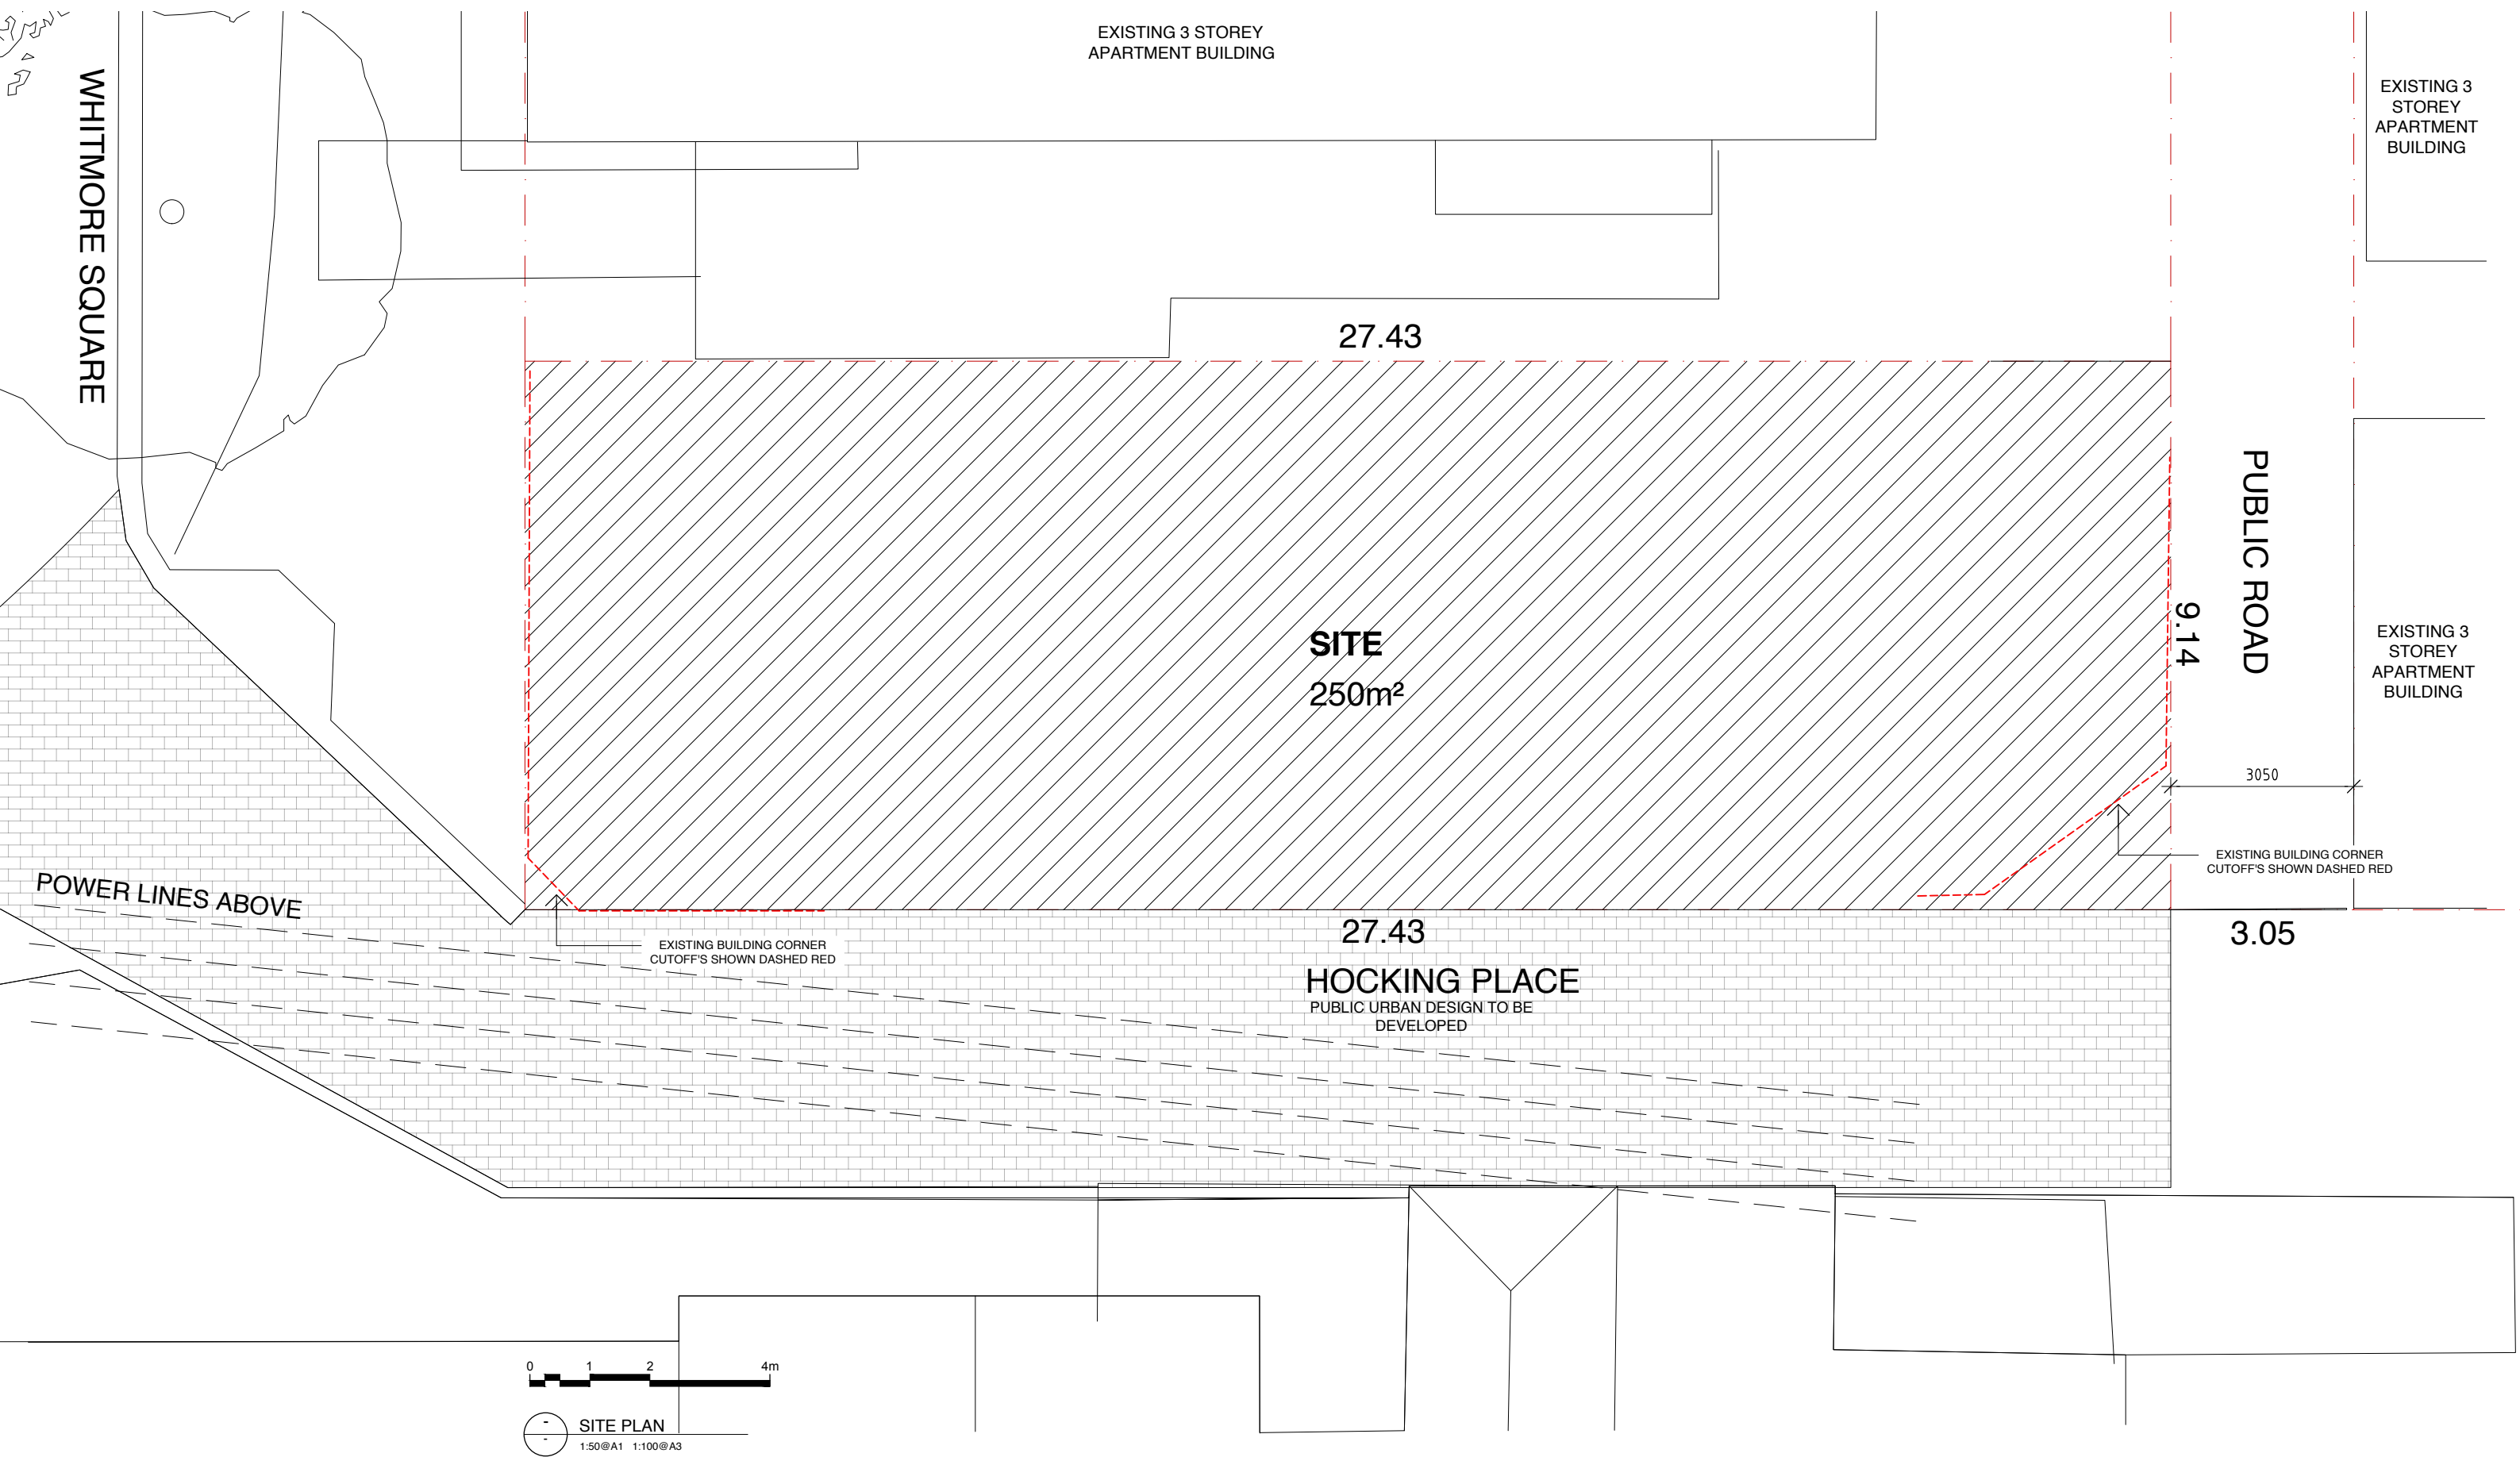 EXISTING 3 STOREY
APARTMENT BUILDING
EXISTING 3
STOREY
APARTMENT
BUILDING
WHITMORE SQUARE
27.43
PUBLIC ROAD
9.14
SITE
250m²
EXISTING 3
STOREY
APARTMENT
BUILDING
3050
EXISTING BUILDING CORNER
CUTOFF'S SHOWN DASHED RED
POWER LINES ABOVE
27.43
3.05
EXISTING BUILDING CORNER
CUTOFF'S SHOWN DASHED RED
HOCKING PLACE
PUBLIC URBAN DESIGN TO BE
DEVELOPED
0 1 2 4m
-
-
SITE PLAN
1:50@A1 1:100@A3